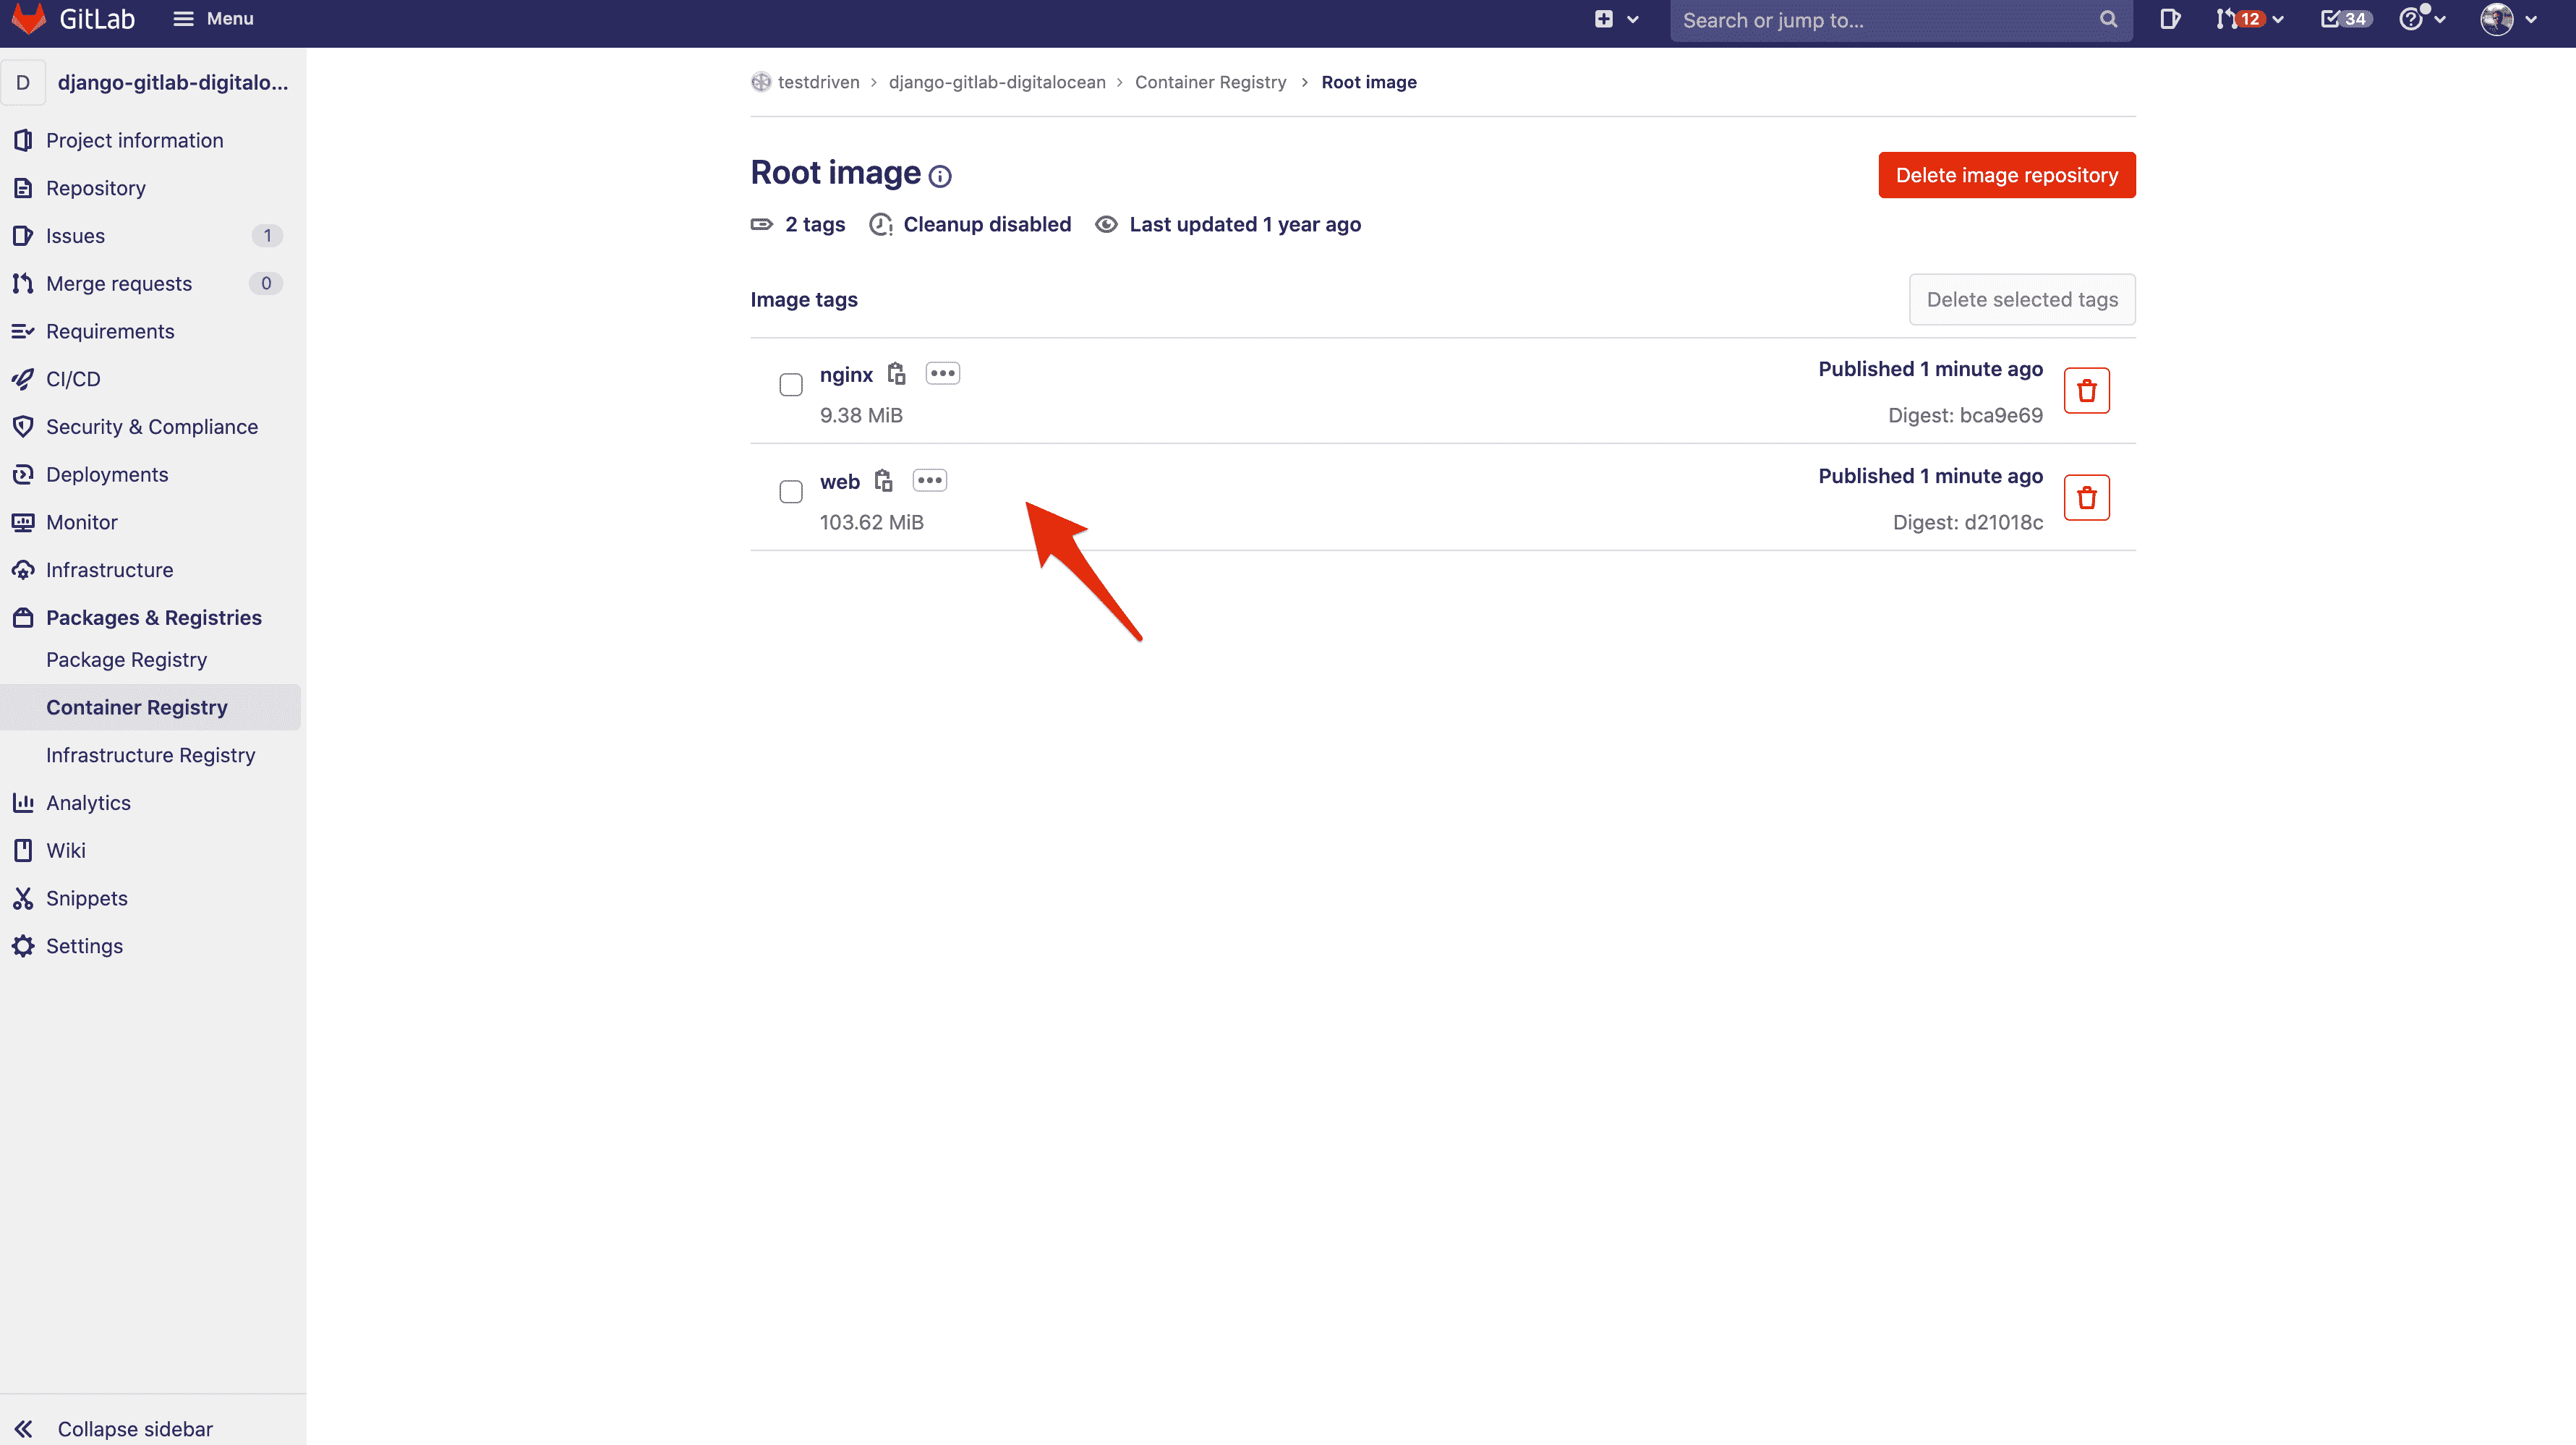 GitLab
Menu
Search or jump to...
12
34
D
django-gitlab-digitalo...
Project information
Repository
Issues
1
Merge requests
0
Requirements
CI/CD
Security & Compliance
Deployments
Monitor
Infrastructure
Packages & Registries
Package Registry
Container Registry
Infrastructure Registry
Analytics
Wiki
Snippets
Settings
Collapse sidebar
testdriven › django-gitlab-digitalocean › Container Registry › Root image
Root image
Delete image repository
2 tags
Cleanup disabled
Last updated 1 year ago
Image tags
Delete selected tags
nginx
Published 1 minute ago
9.38 MiB
Digest: bca9e69
web
Published 1 minute ago
103.62 MiB
Digest: d21018c